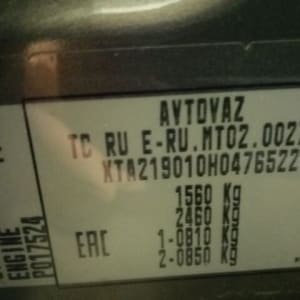 AVTOVAZ
TC RU E-RU.MT02.002
XTA219010H0476522
1560 Kg
2460 Kg
1-0810 Kg
2-0850 Kg
EAC
ENGINE
P017524